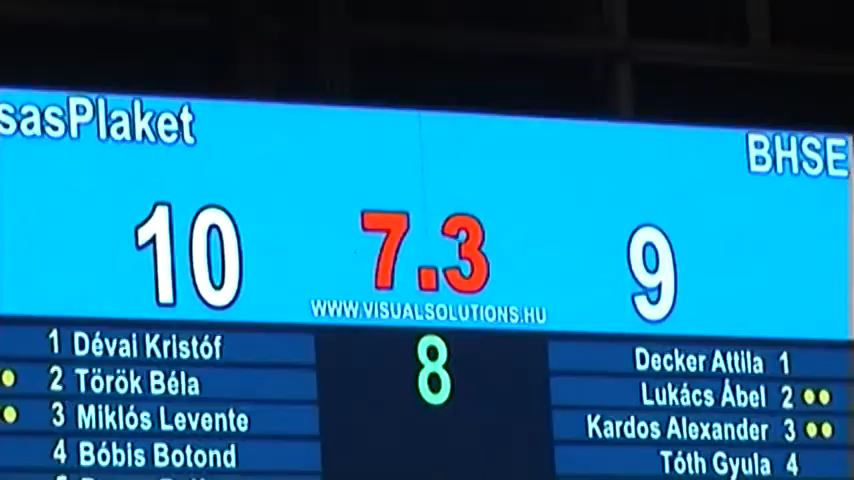 sasPlaket
BHSE
10 7.3 9
WWW.VISUALSOLUTIONS.HU
8
1 Dévai Kristóf
2 Török Béla
3 Miklós Levente
4 Bóbis Botond
Decker Attila 1
Lukács Ábel 2
Kardos Alexander 3
Tóth Gyula 4